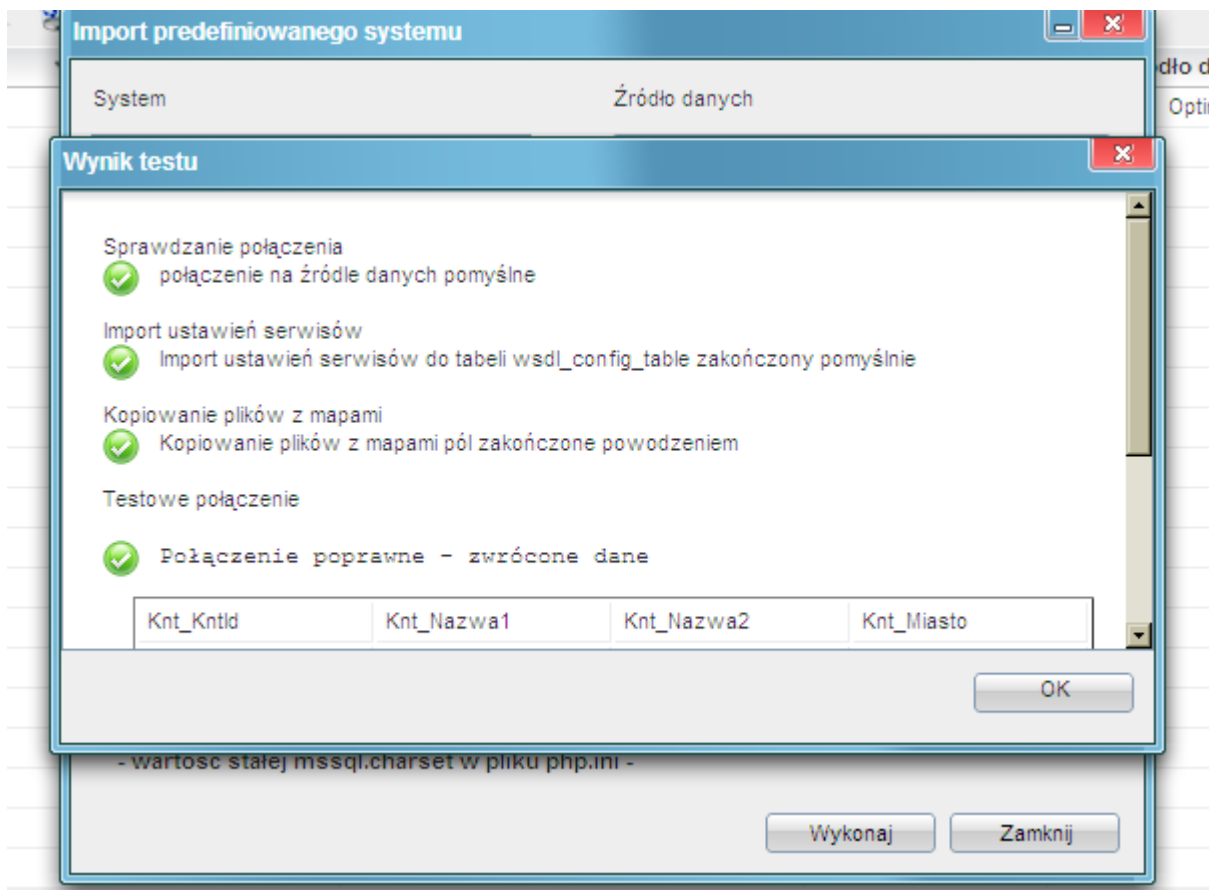 Import predefiniowanego systemu
dło d
System
Źródło danych
Opti
Wynik testu
Sprawdzanie połączenia
połączenie na źródle danych pomyślne
Import ustawień serwisów
Import ustawień serwisów do tabeli wsdl_config_table zakończony pomyślnie
Kopiowanie plików z mapami
Kopiowanie plików z mapami pól zakończone powodzeniem
Testowe połączenie
Połączenie poprawne - zwrócone dane
Knt_KntId Knt_Nazwa1 Knt_Nazwa2 Knt_Miasto
OK
- wartość stałej mssql.charset w pliku php.ini -
Wykonaj Zamknij